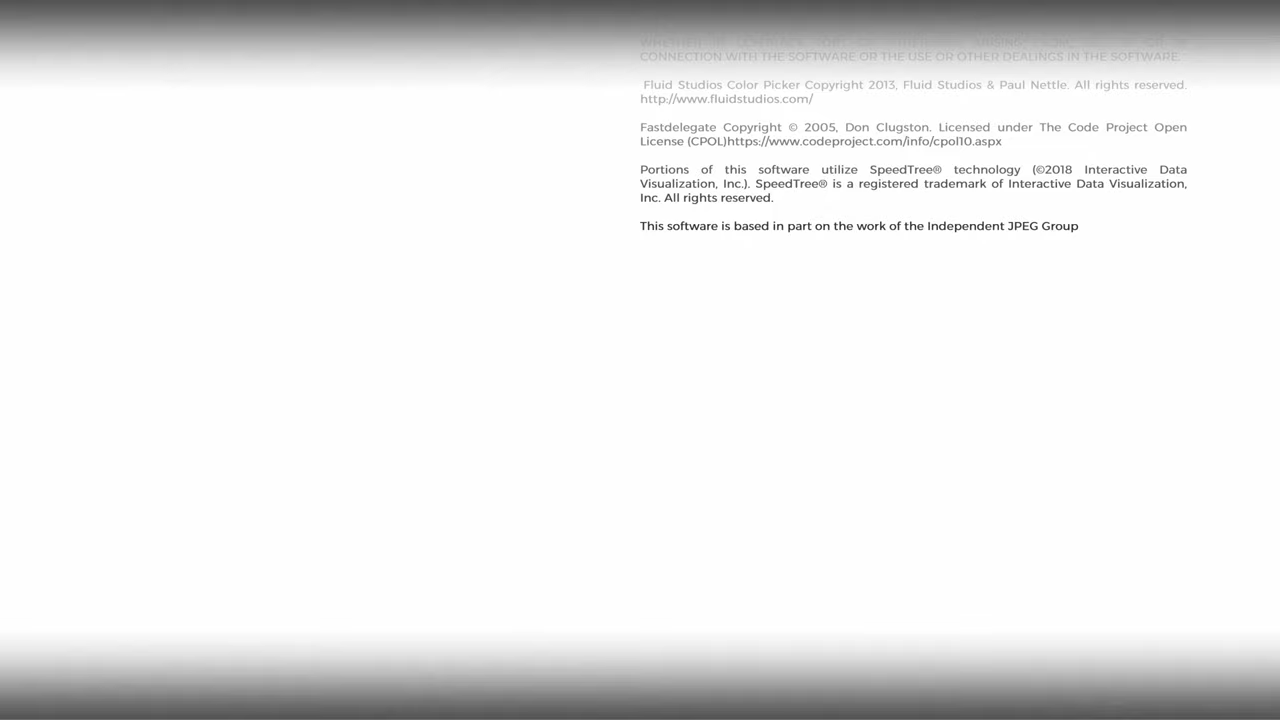 CONNECTION WITH THE SOFTWARE OR THE USE OR OTHER DEALINGS IN THE SOFTWARE.
Fluid Studios Color Picker Copyright 2013, Fluid Studios & Paul Nettle. All rights reserved.
http://www.fluidstudios.com/
Fastdelegate Copyright © 2005, Don Clugston. Licensed under The Code Project Open
License (CPOL)https://www.codeproject.com/info/cpol10.aspx
Portions of this software utilize SpeedTree® technology (©2018 Interactive Data
Visualization, Inc.). SpeedTree® is a registered trademark of Interactive Data Visualization,
Inc. All rights reserved.
This software is based in part on the work of the Independent JPEG Group